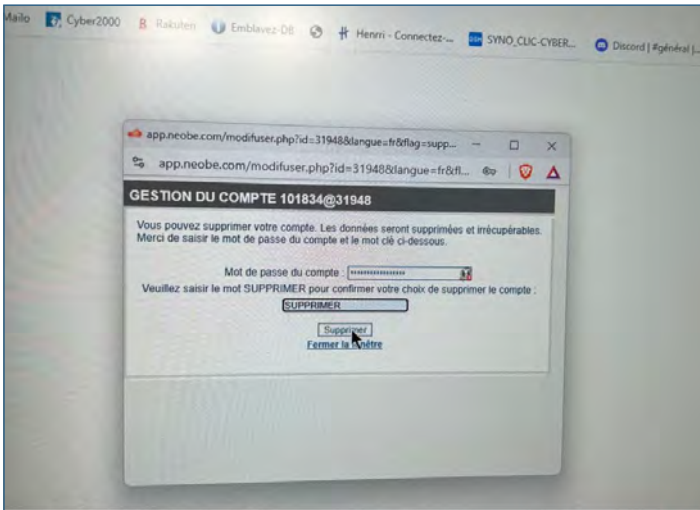 Mailo Cyber2000 Rakuten Emblavez-DB Henrri - Connectez-... SYNO_CLIC-CYBER... Discord | #général |...
app.neobe.com/modifuser.php?id=31948&langue=fr&flag=supp...
app.neobe.com/modifuser.php?id=31948&langue=fr&fl...
GESTION DU COMPTE 101834@31948
Vous pouvez supprimer votre compte. Les données seront supprimées et irrécupérables.
Merci de saisir le mot de passe du compte et le mot clé ci-dessous.
Mot de passe du compte :
Veuillez saisir le mot SUPPRIMER pour confirmer votre choix de supprimer le compte :
SUPPRIMER
Supprimer
Fermer la fenêtre